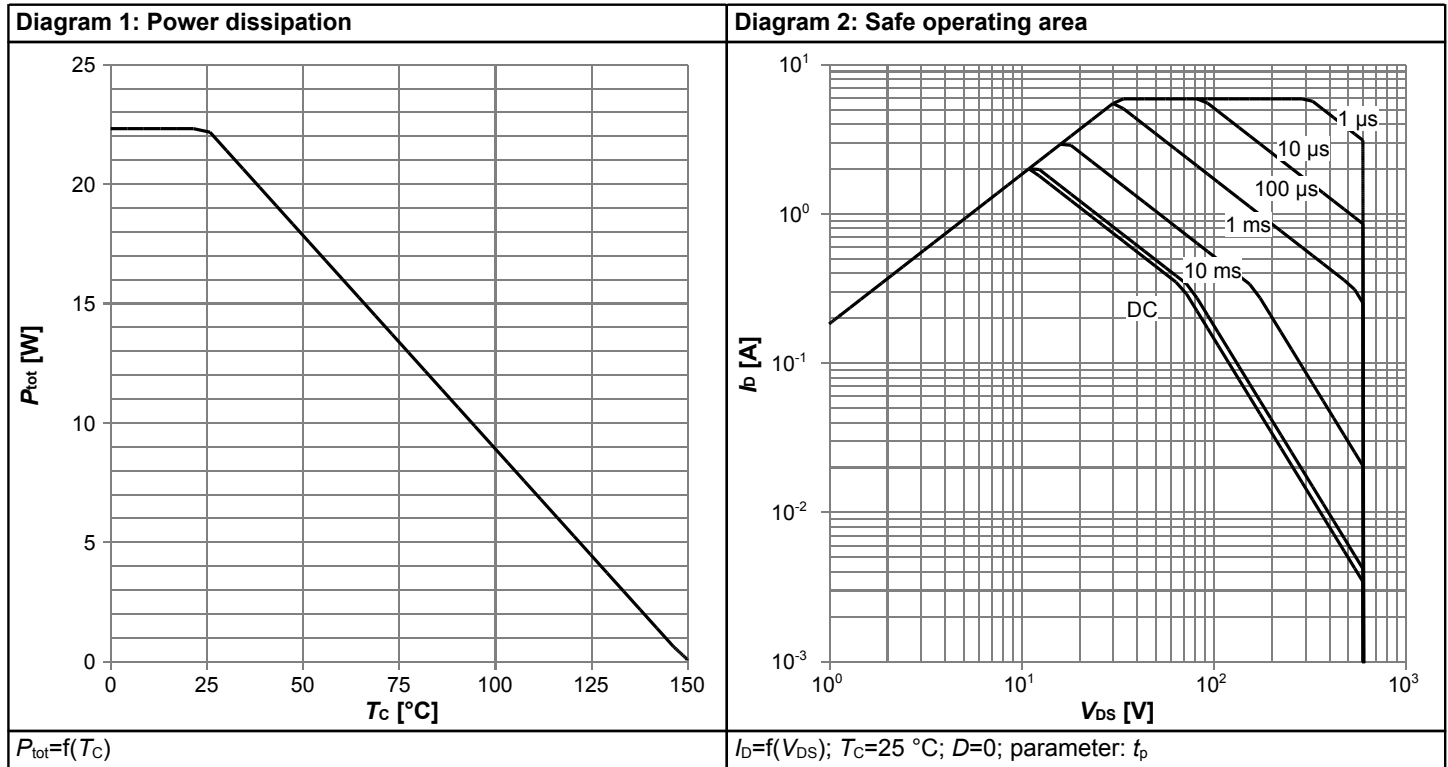 Diagram 1: Power dissipation
25
20
15
10
5
0
0 25 50 75 100 125 150
Ptot [W]
TC [°C]
Ptot=f(TC)
Diagram 2: Safe operating area
10¹
10⁰
10⁻¹
10⁻²
10⁻³
10⁰ 10¹ 10² 10³
ID [A]
VDS [V]
1 µs
10 µs
100 µs
1 ms
10 ms
DC
ID=f(VDS); TC=25 °C; D=0; parameter: tp